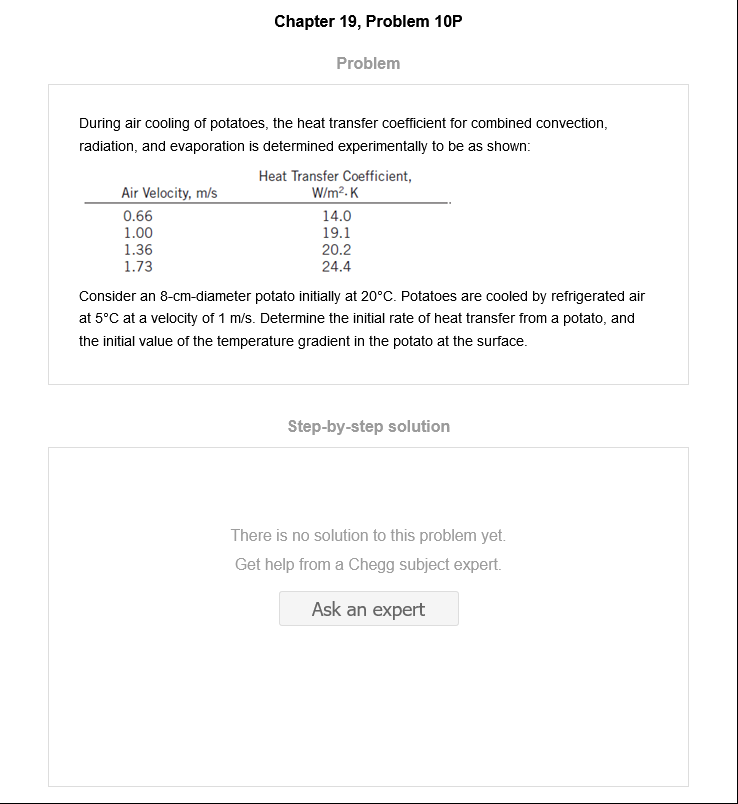 Chapter 19, Problem 10P
Problem
During air cooling of potatoes, the heat transfer coefficient for combined convection,
radiation, and evaporation is determined experimentally to be as shown:
Heat Transfer Coefficient,
Air Velocity, m/s W/m²·K
0.66 14.0
1.00 19.1
1.36 20.2
1.73 24.4
Consider an 8-cm-diameter potato initially at 20°C. Potatoes are cooled by refrigerated air
at 5°C at a velocity of 1 m/s. Determine the initial rate of heat transfer from a potato, and
the initial value of the temperature gradient in the potato at the surface.
Step-by-step solution
There is no solution to this problem yet.
Get help from a Chegg subject expert.
Ask an expert